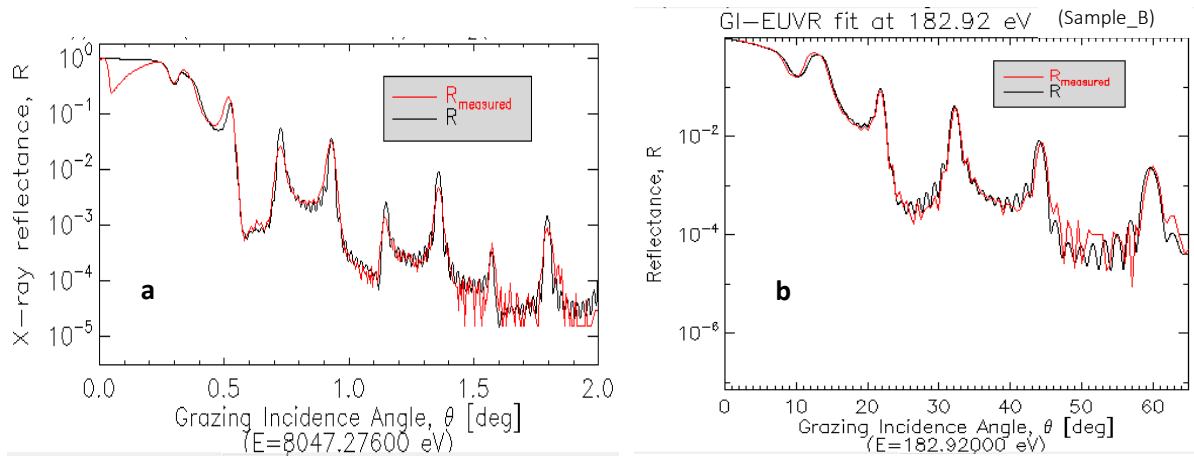 X-ray reflectance, R
10^0
10^-1
10^-2
10^-3
10^-4
10^-5
R_measured
R
a
0.0 0.5 1.0 1.5 2.0
Grazing Incidence Angle, θ [deg]
(E=8047.27600 eV)
GI-EUVR fit at 182.92 eV (Sample_B)
Reflectance, R
10^-2
10^-4
10^-6
R_measured
R
b
0 10 20 30 40 50 60
Grazing Incidence Angle, θ [deg]
(E=182.92000 eV)